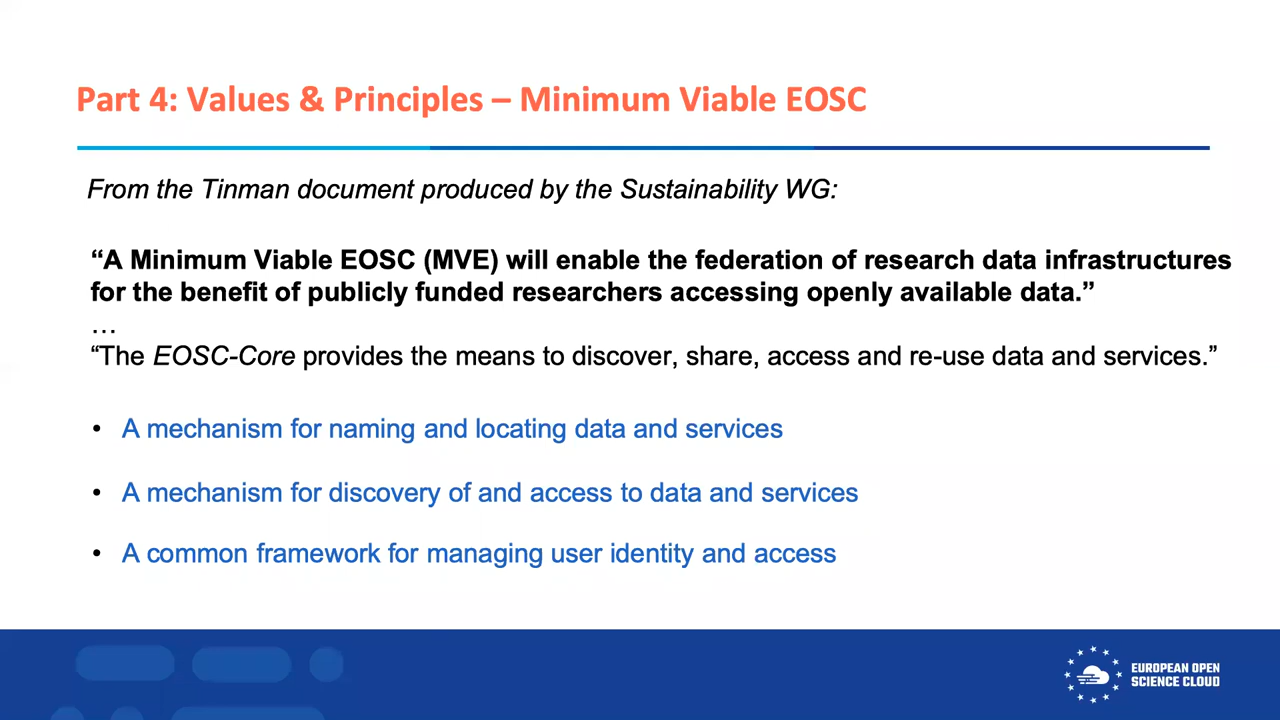 Part 4: Values & Principles – Minimum Viable EOSC
From the Tinman document produced by the Sustainability WG:
“A Minimum Viable EOSC (MVE) will enable the federation of research data infrastructures
for the benefit of publicly funded researchers accessing openly available data.”
…
“The EOSC-Core provides the means to discover, share, access and re-use data and services.”
• A mechanism for naming and locating data and services
• A mechanism for discovery of and access to data and services
• A common framework for managing user identity and access
EUROPEAN OPEN
SCIENCE CLOUD